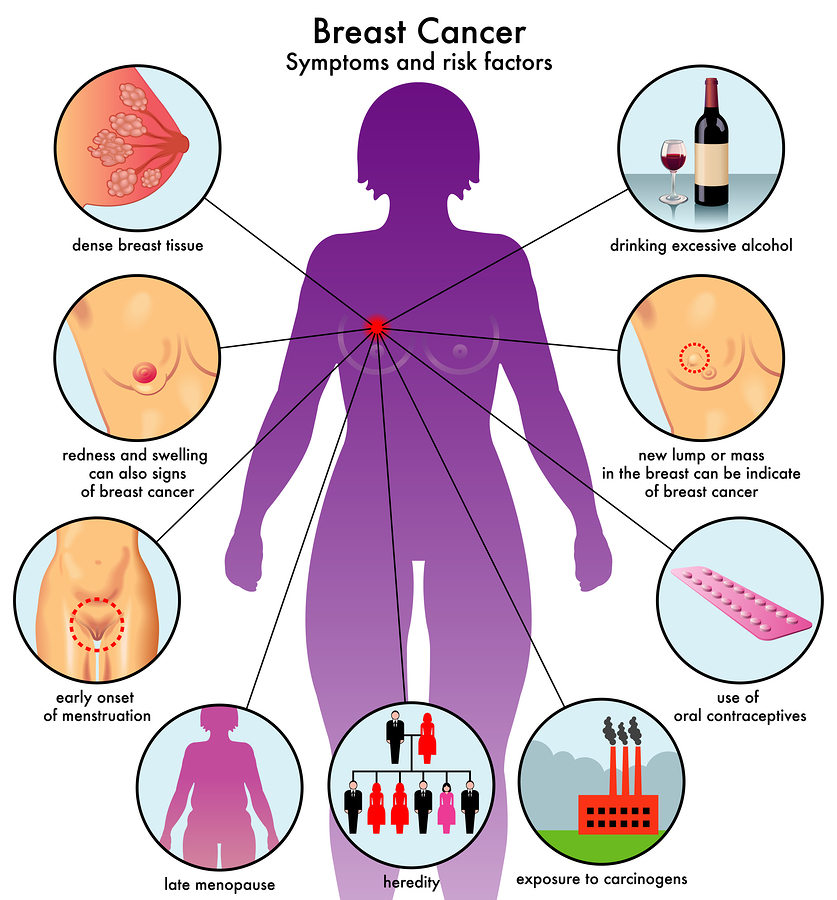 Breast Cancer
Symptoms and risk factors
dense breast tissue
drinking excessive alcohol
redness and swelling
can also signs
of breast cancer
new lump or mass
in the breast can be indicate
of breast cancer
early onset
of menstruation
use of
oral contraceptives
late menopause
heredity
exposure to carcinogens